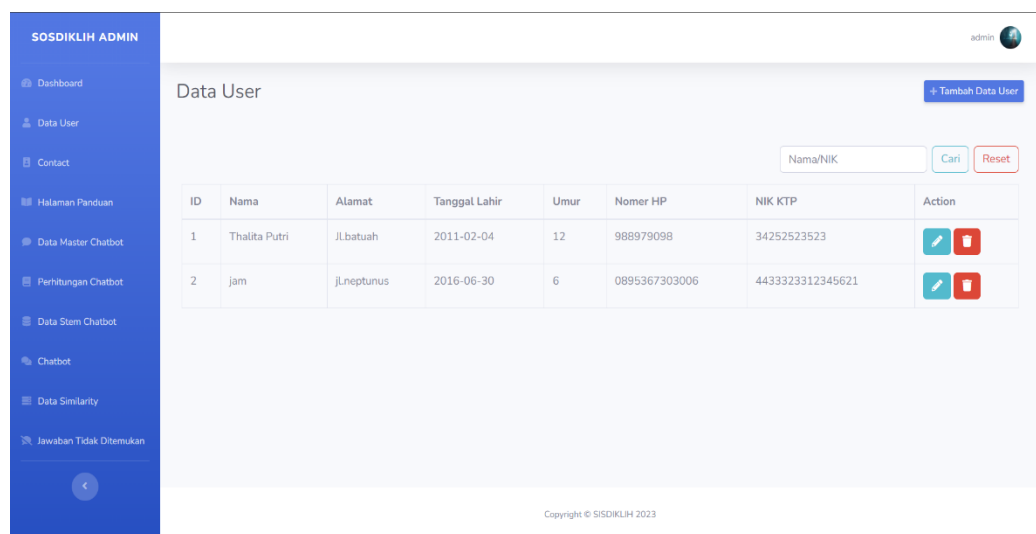 SOSDIKLIH ADMIN
admin
Dashboard
Data User
Contact
Halaman Panduan
Data Master Chatbot
Perhitungan Chatbot
Data Stem Chatbot
Chatbot
Data Similarity
Jawaban Tidak Ditemukan
Data User
+ Tambah Data User
Nama/NIK Cari Reset
ID Nama Alamat Tanggal Lahir Umur Nomer HP NIK KTP Action
1 Thalita Putri Jl.batuah 2011-02-04 12 988979098 34252523523
2 jam jl.neptunus 2016-06-30 6 0895367303006 4433323312345621
Copyright © SISDIKLIH 2023